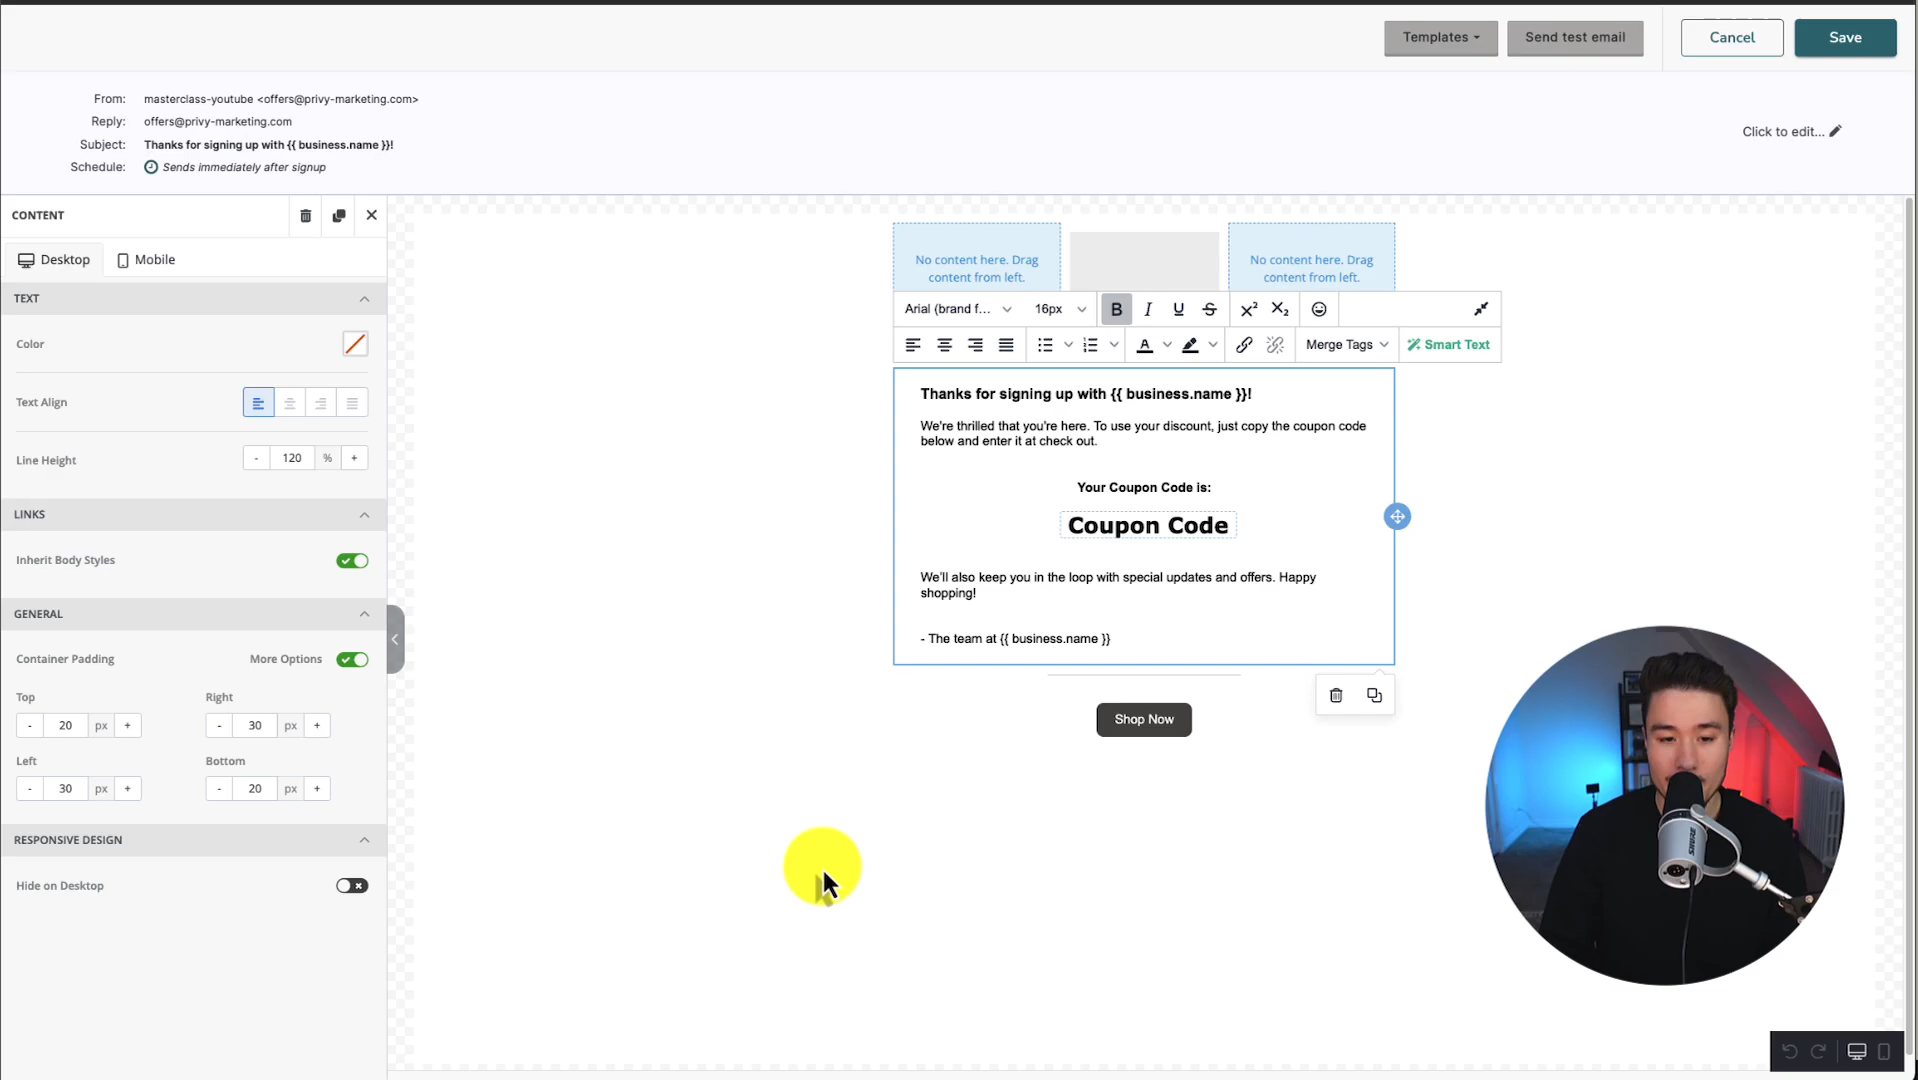 Templates
Send test email
Cancel
Save
From: masterclass-youtube <offers@privy-marketing.com>
Reply: offers@privy-marketing.com
Subject: Thanks for signing up with {{ business.name }}!
Schedule: Sends immediately after signup
Click to edit...
CONTENT
Desktop
Mobile
TEXT
Color
Text Align
Line Height
- 120 % +
LINKS
Inherit Body Styles
GENERAL
Container Padding
More Options
Top
Right
- 20 px +
- 30 px +
Left
Bottom
- 30 px +
- 20 px +
RESPONSIVE DESIGN
Hide on Desktop
No content here. Drag
content from left.
No content here. Drag
content from left.
Arial (brand f...
16px
B I U S X² X₂
A
Merge Tags
Smart Text
Thanks for signing up with {{ business.name }}!
We're thrilled that you're here. To use your discount, just copy the coupon code
below and enter it at check out.
Your Coupon Code is:
Coupon Code
We'll also keep you in the loop with special updates and offers. Happy
shopping!
- The team at {{ business.name }}
Shop Now
SHURE